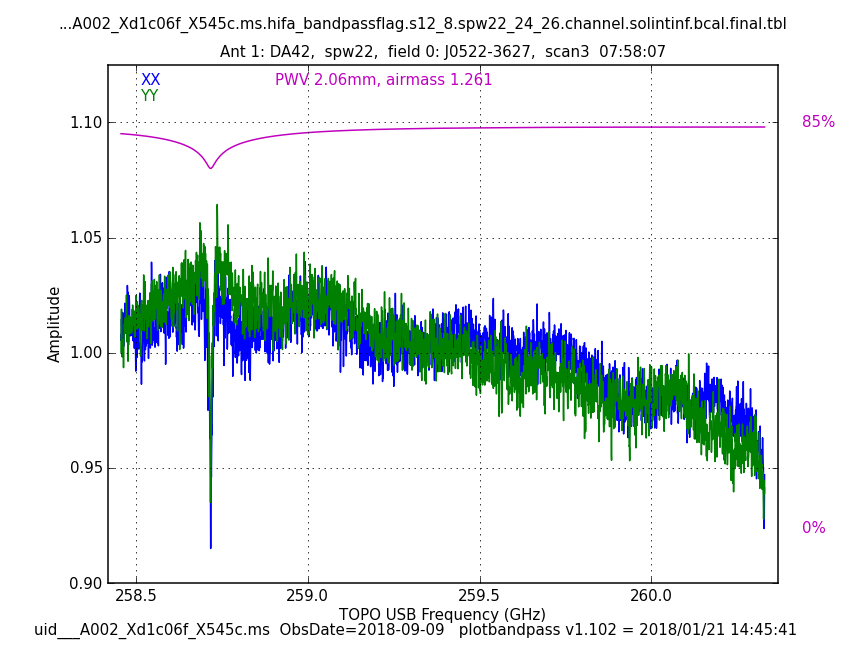 ...A002_Xd1c06f_X545c.ms.hifa_bandpassflag.s12_8.spw22_24_26.channel.solintinf.bcal.final.tbl
Ant 1: DA42,  spw22,  field 0: J0522-3627,  scan3  07:58:07
XX
PWV 2.06mm, airmass 1.261
YY
85%
1.10
1.05
1.00
0.95
0.90
Amplitude
0%
258.5
259.0
259.5
260.0
TOPO USB Frequency (GHz)
uid___A002_Xd1c06f_X545c.ms  ObsDate=2018-09-09   plotbandpass v1.102 = 2018/01/21 14:45:41